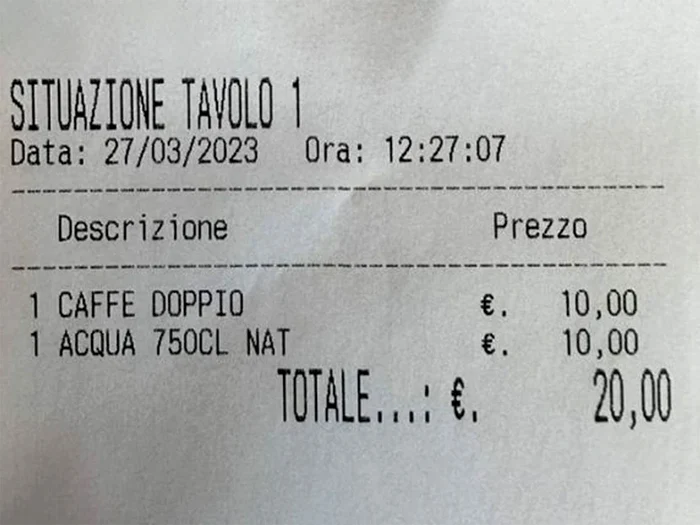 SITUAZIONE TAVOLO 1
Data: 27/03/2023 Ora: 12:27:07
Descrizione Prezzo
1 CAFFE DOPPIO €. 10,00
1 ACQUA 750CL NAT €. 10,00
TOTALE...: €. 20,00